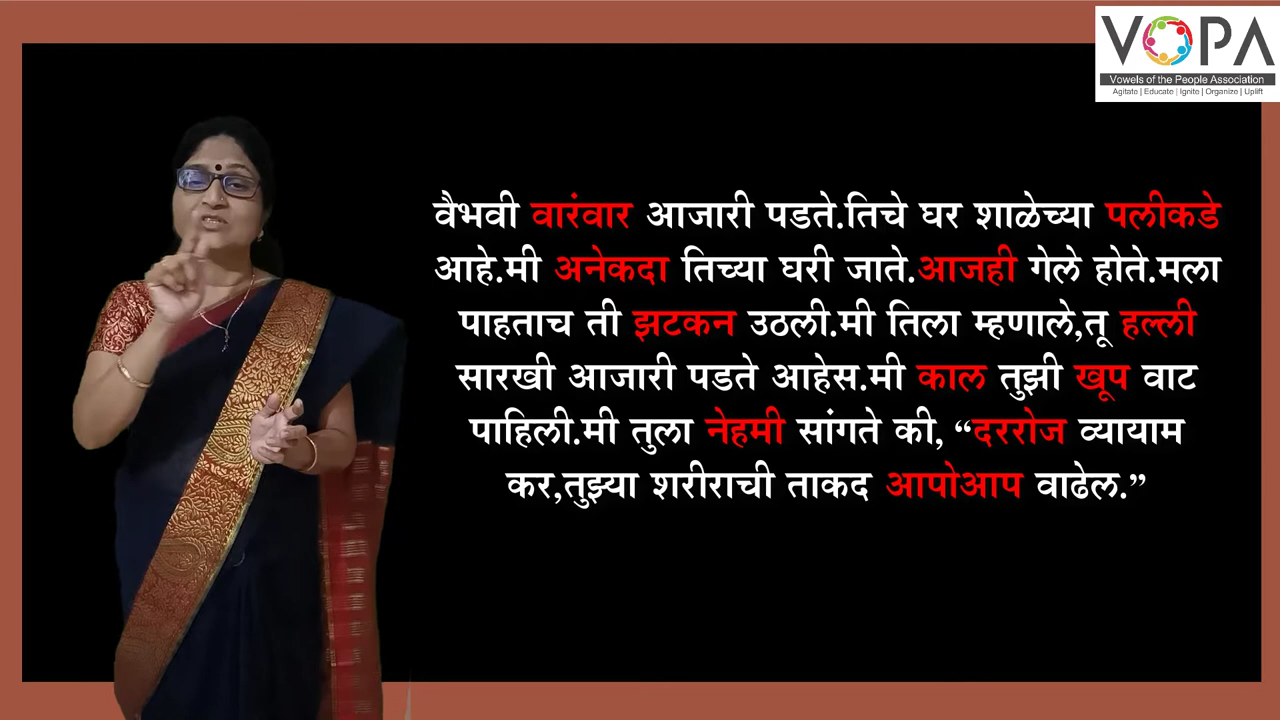 VOPA
Vowels of the People Association
Agitate | Educate | Ignite | Organize | Uplift
वैभवी वारंवार आजारी पडते.तिचे घर शाळेच्या पलीकडे
आहे.मी अनेकदा तिच्या घरी जाते.आजही गेले होते.मला
पाहताच ती झटकन उठली.मी तिला म्हणाले,तू हल्ली
सारखी आजारी पडते आहेस.मी काल तुझी खूप वाट
पाहिली.मी तुला नेहमी सांगते की, “दररोज व्यायाम
कर,तुझ्या शरीराची ताकद आपोआप वाढेल.”